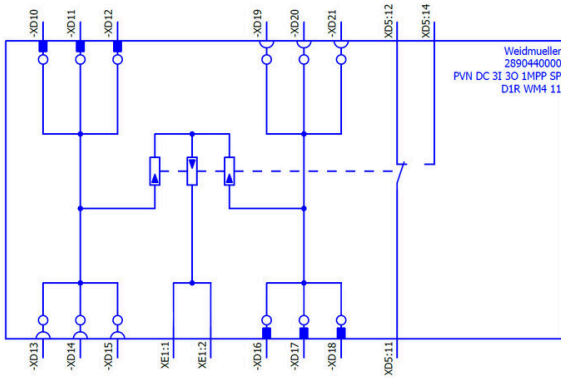 -XD10
-XD11
-XD12
-XD19
-XD20
-XD21
XD5:12
XD5:14
Weidmueller
2890440000
PVN DC 3I 3O 1MPP SP
D1R WM4 11
-XD13
-XD14
-XD15
XE1:1
XE1:2
-XD16
-XD17
-XD18
XD5:11